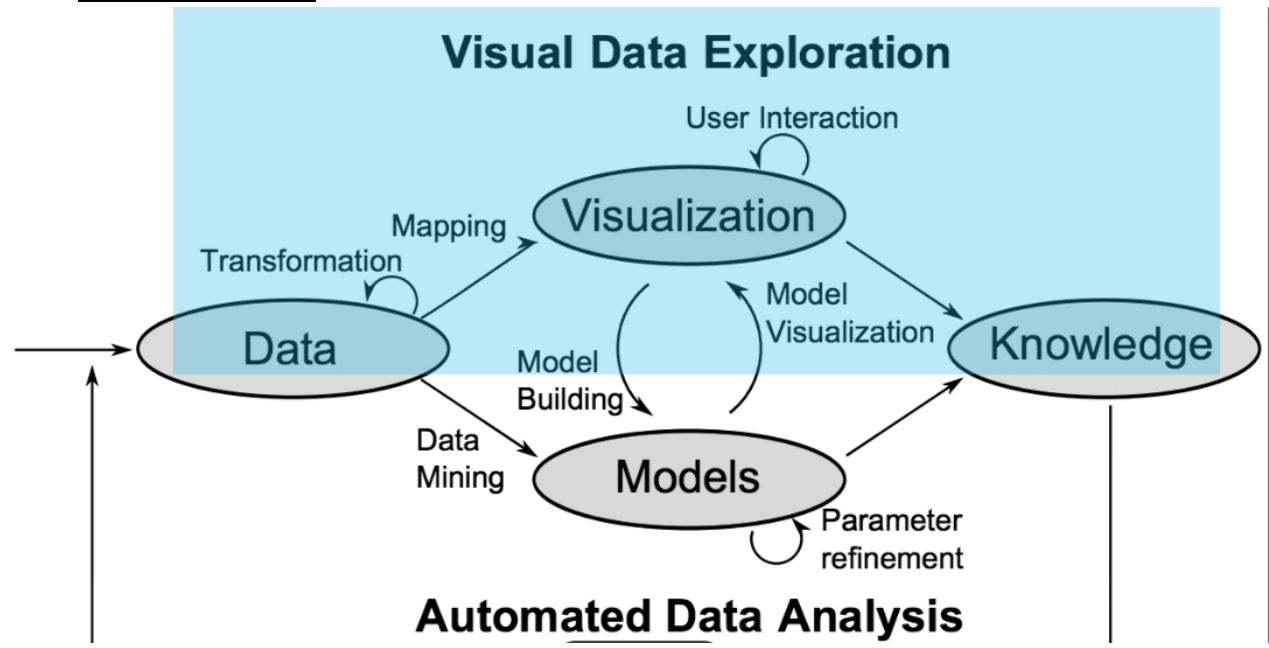 Visual Data Exploration
User Interaction
Visualization
Mapping
Transformation
Data
Model
Visualization
Knowledge
Model
Building
Data
Mining
Models
Parameter
refinement
Automated Data Analysis